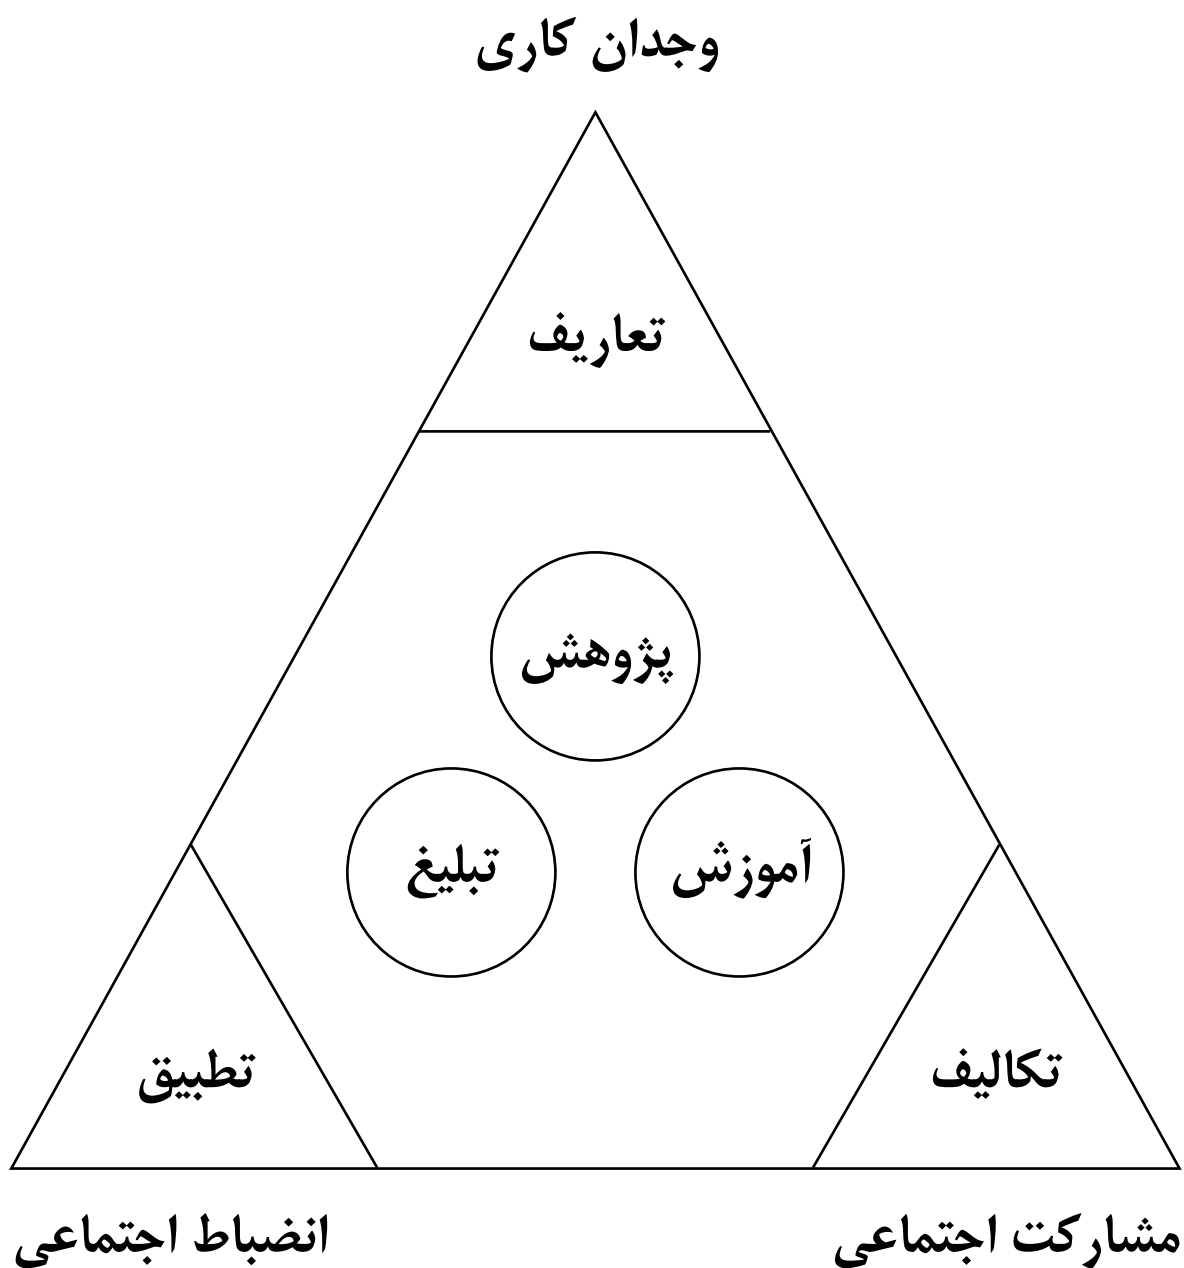 وجدان کاری
تعاریف
پژوهش
آموزش
تبلیغ
تکالیف
تطبیق
مشارکت اجتماعی
انضباط اجتماعی